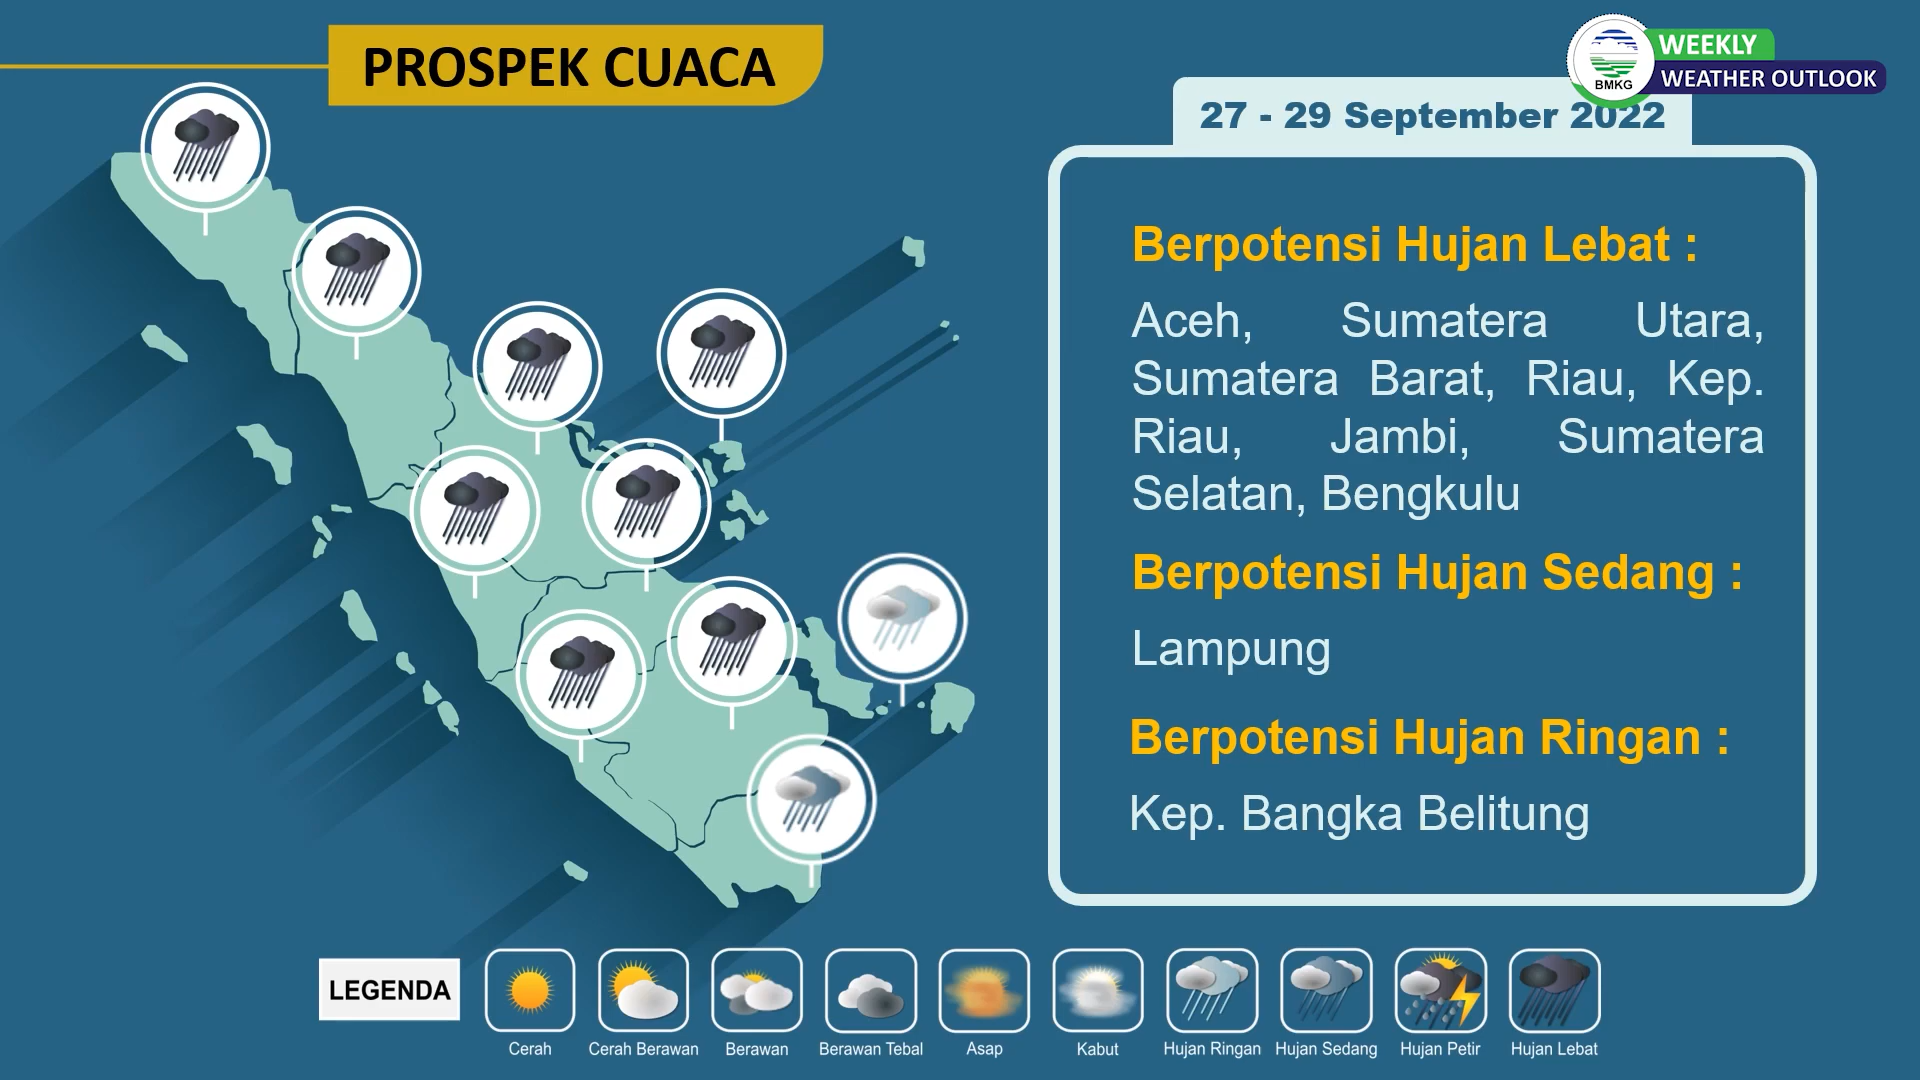 PROSPEK CUACA
BMKG
WEEKLY
WEATHER OUTLOOK
27 - 29 September 2022
Berpotensi Hujan Lebat :
Aceh, Sumatera Utara,
Sumatera Barat, Riau, Kep.
Riau, Jambi, Sumatera
Selatan, Bengkulu
Berpotensi Hujan Sedang :
Lampung
Berpotensi Hujan Ringan :
Kep. Bangka Belitung
LEGENDA
Cerah
Cerah Berawan
Berawan
Berawan Tebal
Asap
Kabut
Hujan Ringan
Hujan Sedang
Hujan Petir
Hujan Lebat